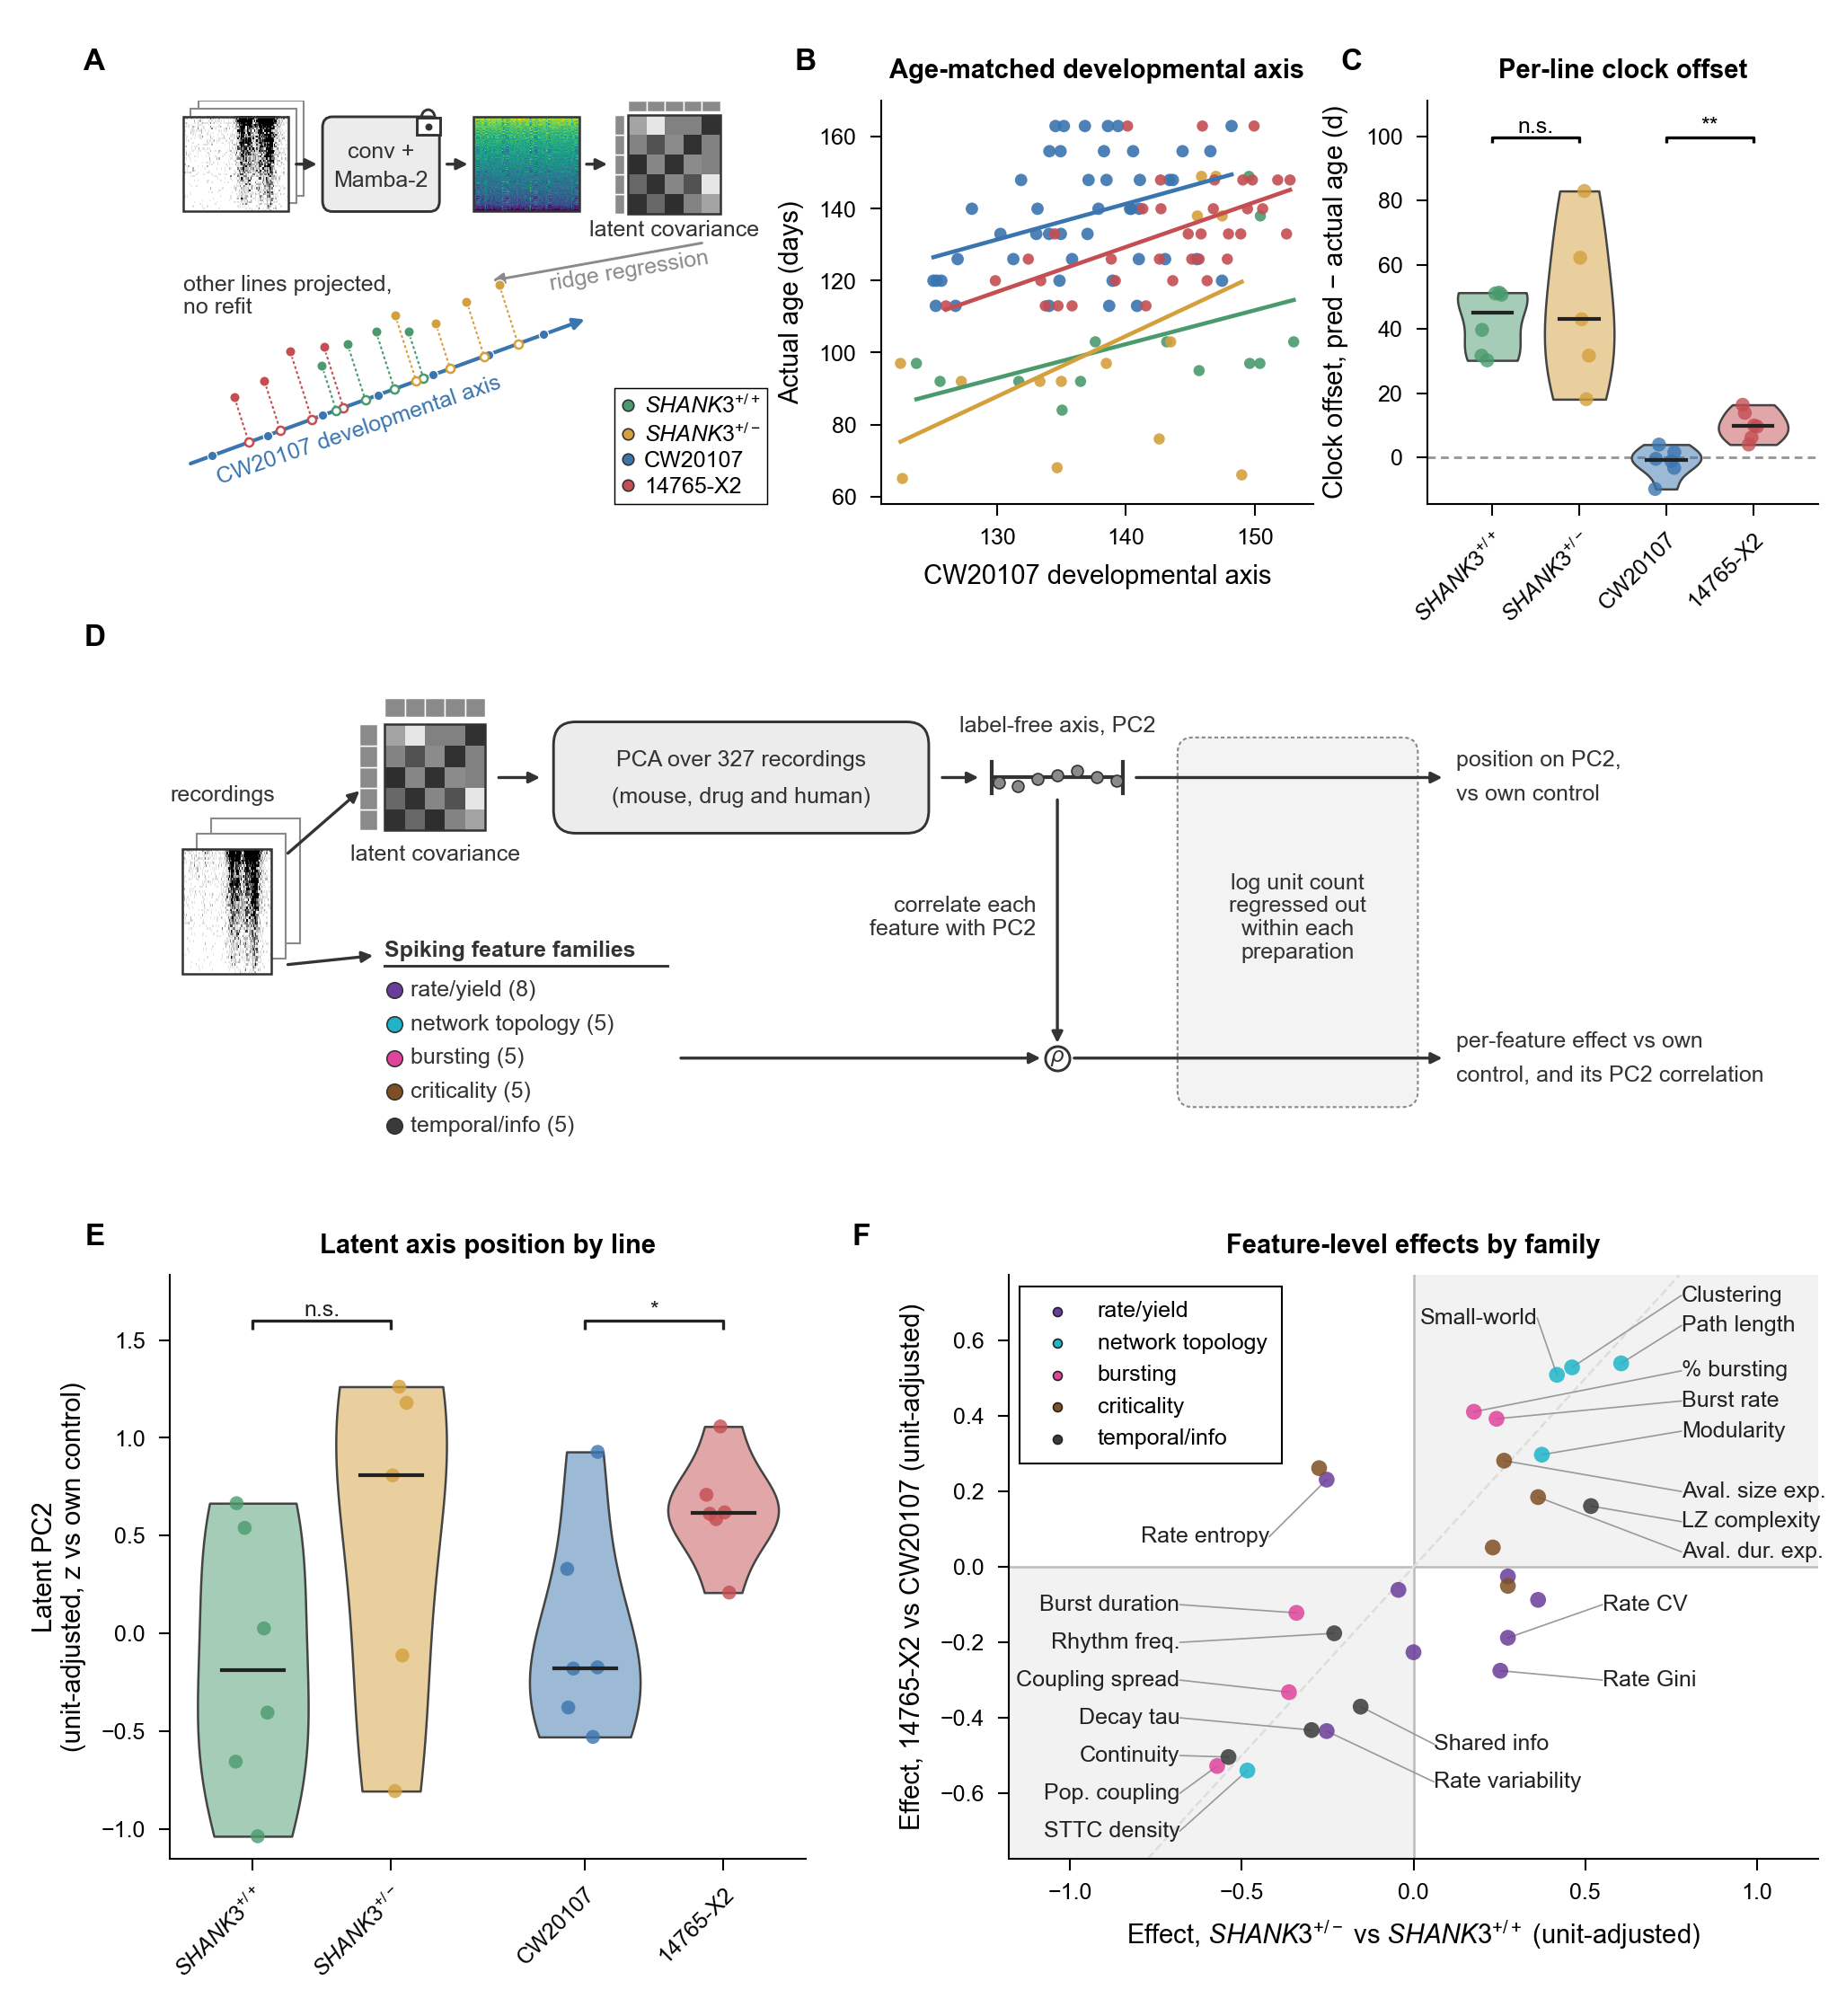 A
conv +
Mamba-2
latent covariance
ridge regression
other lines projected,
no refit
CW20107 developmental axis
SHANK3+/+
SHANK3+/−
CW20107
14765-X2
B
Age-matched developmental axis
Actual age (days)
160
140
120
100
80
60
130
140
150
CW20107 developmental axis
C
Per-line clock offset
Clock offset, pred − actual age (d)
100
80
60
40
20
0
n.s.
**
SHANK3+/+
SHANK3+/−
CW20107
14765-X2
D
recordings
latent covariance
PCA over 327 recordings
(mouse, drug and human)
label-free axis, PC2
position on PC2,
vs own control
correlate each
feature with PC2
log unit count
regressed out
within each
preparation
Spiking feature families
rate/yield (8)
network topology (5)
bursting (5)
criticality (5)
temporal/info (5)
ρ
per-feature effect vs own
control, and its PC2 correlation
E
Latent axis position by line
Latent PC2
(unit-adjusted, z vs own control)
1.5
1.0
0.5
0.0
−0.5
−1.0
n.s.
*
SHANK3+/+
SHANK3+/−
CW20107
14765-X2
F
Feature-level effects by family
Effect, 14765-X2 vs CW20107 (unit-adjusted)
0.6
0.4
0.2
0.0
−0.2
−0.4
−0.6
rate/yield
network topology
bursting
criticality
temporal/info
Small-world
Clustering
Path length
% bursting
Burst rate
Modularity
Aval. size exp.
LZ complexity
Aval. dur. exp.
Rate entropy
Burst duration
Rhythm freq.
Coupling spread
Decay tau
Continuity
Pop. coupling
STTC density
Rate CV
Rate Gini
Shared info
Rate variability
−1.0
−0.5
0.0
0.5
1.0
Effect, SHANK3+/− vs SHANK3+/+ (unit-adjusted)